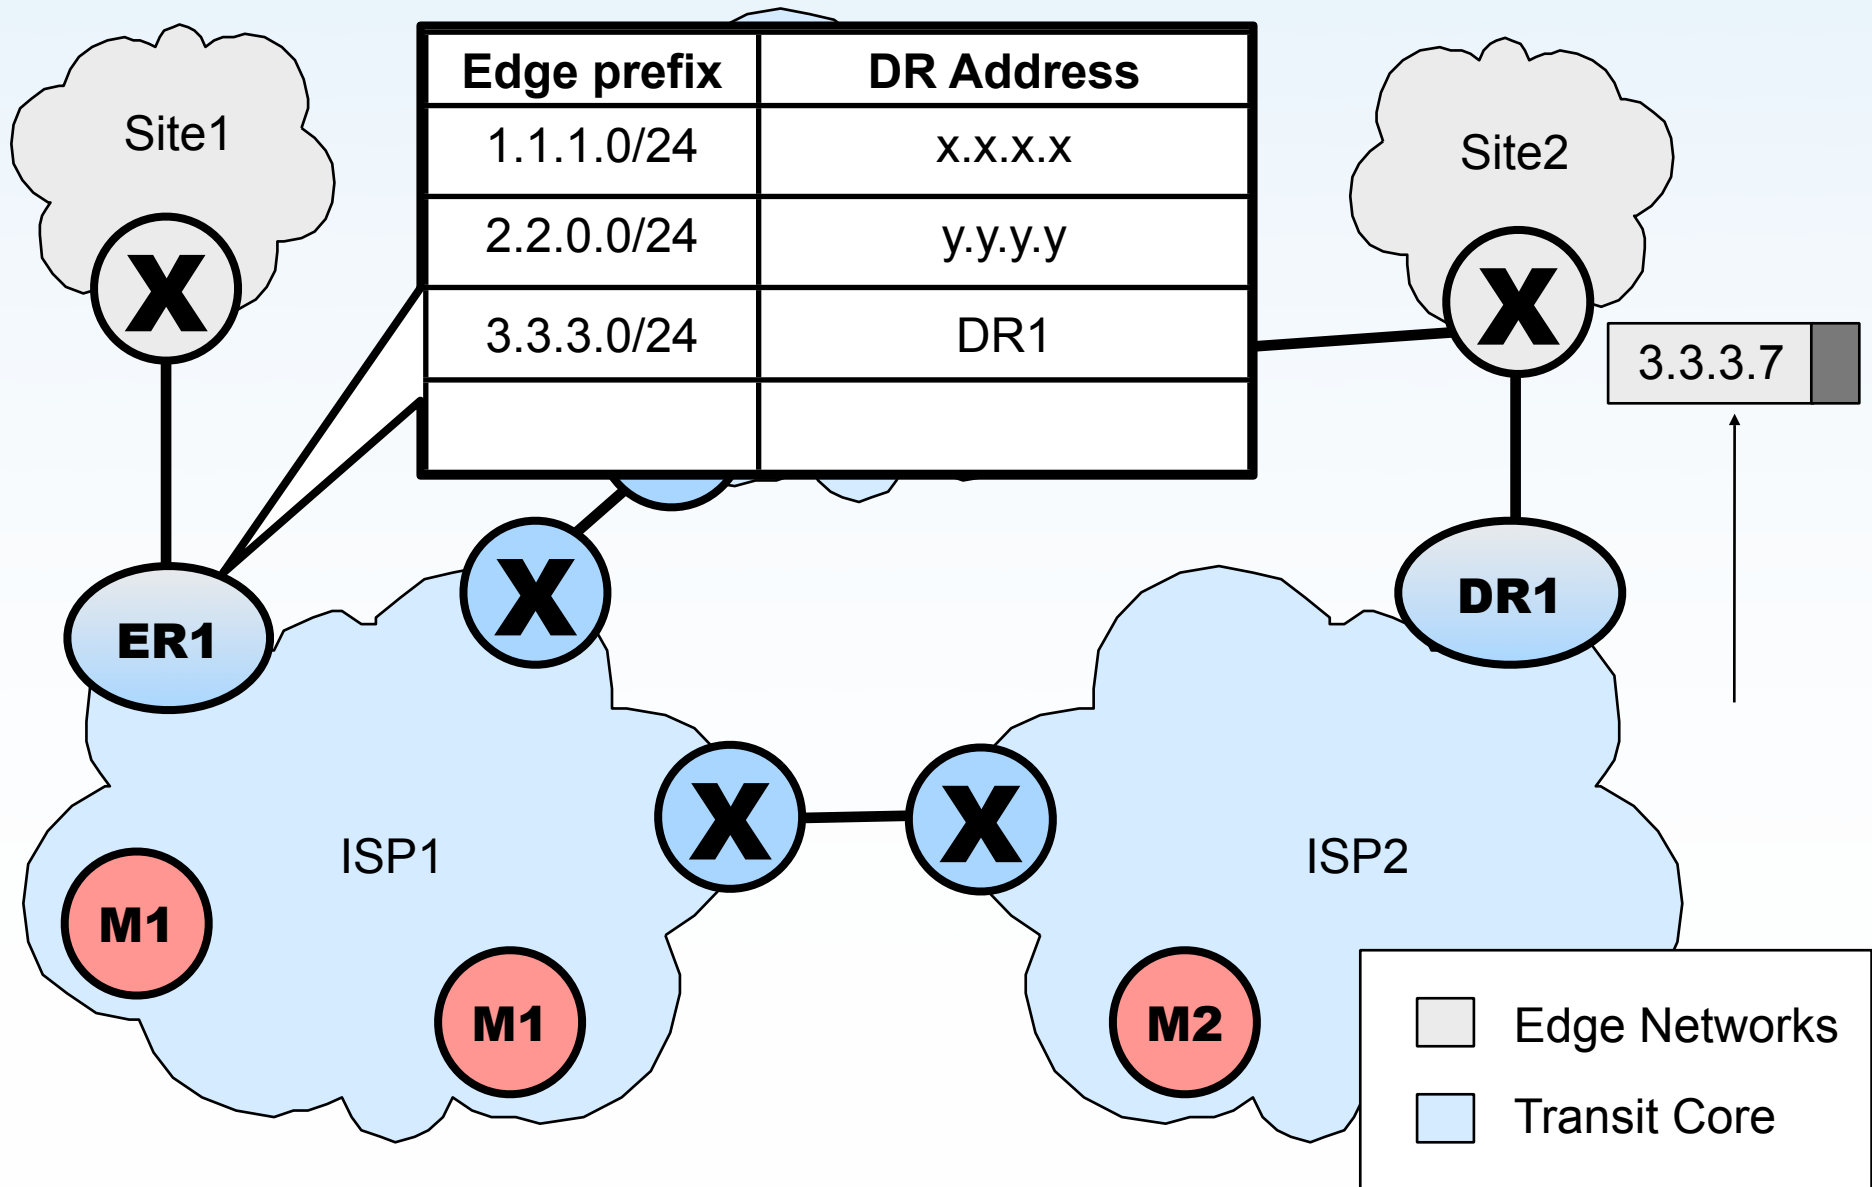 Edge prefix DR Address
1.1.1.0/24 x.x.x.x
2.2.0.0/24 y.y.y.y
3.3.3.0/24 DR1
Site1
X
Site2
X
3.3.3.7
ER1
X
DR1
X
X
ISP1
ISP2
M1
M1
M2
Edge Networks
Transit Core